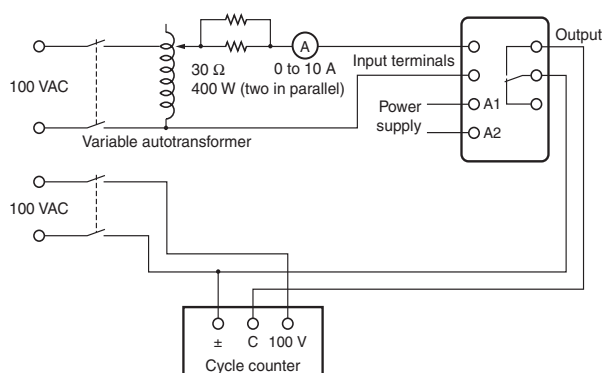 Output
A
Input terminals
100 VAC
30 Ω
400 W (two in parallel)
0 to 10 A
Power
supply
A1
A2
Variable autotransformer
100 VAC
± C 100 V
Cycle counter